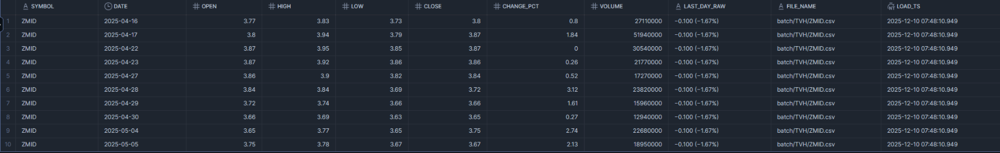 SYMBOL DATE OPEN HIGH LOW CLOSE CHANGE_PCT VOLUME LAST_DAY_RAW FILE_NAME LOAD_TS
1 ZMID 2025-04-16 3.77 3.83 3.73 3.8 0.8 27110000 −0.100 (−1.67%) batch/TVH/ZMID.csv 2025-12-10 07:48:10.949
2 ZMID 2025-04-17 3.8 3.94 3.79 3.87 1.84 51940000 −0.100 (−1.67%) batch/TVH/ZMID.csv 2025-12-10 07:48:10.949
3 ZMID 2025-04-22 3.87 3.95 3.85 3.87 0 30540000 −0.100 (−1.67%) batch/TVH/ZMID.csv 2025-12-10 07:48:10.949
4 ZMID 2025-04-23 3.87 3.92 3.86 3.86 0.26 21770000 −0.100 (−1.67%) batch/TVH/ZMID.csv 2025-12-10 07:48:10.949
5 ZMID 2025-04-27 3.86 3.9 3.82 3.84 0.52 17270000 −0.100 (−1.67%) batch/TVH/ZMID.csv 2025-12-10 07:48:10.949
6 ZMID 2025-04-28 3.84 3.84 3.69 3.72 3.12 23820000 −0.100 (−1.67%) batch/TVH/ZMID.csv 2025-12-10 07:48:10.949
7 ZMID 2025-04-29 3.72 3.74 3.66 3.66 1.61 15960000 −0.100 (−1.67%) batch/TVH/ZMID.csv 2025-12-10 07:48:10.949
8 ZMID 2025-04-30 3.66 3.69 3.63 3.65 0.27 12940000 −0.100 (−1.67%) batch/TVH/ZMID.csv 2025-12-10 07:48:10.949
9 ZMID 2025-05-04 3.65 3.77 3.65 3.75 2.74 22680000 −0.100 (−1.67%) batch/TVH/ZMID.csv 2025-12-10 07:48:10.949
10 ZMID 2025-05-05 3.75 3.78 3.67 3.67 2.13 18950000 −0.100 (−1.67%) batch/TVH/ZMID.csv 2025-12-10 07:48:10.949